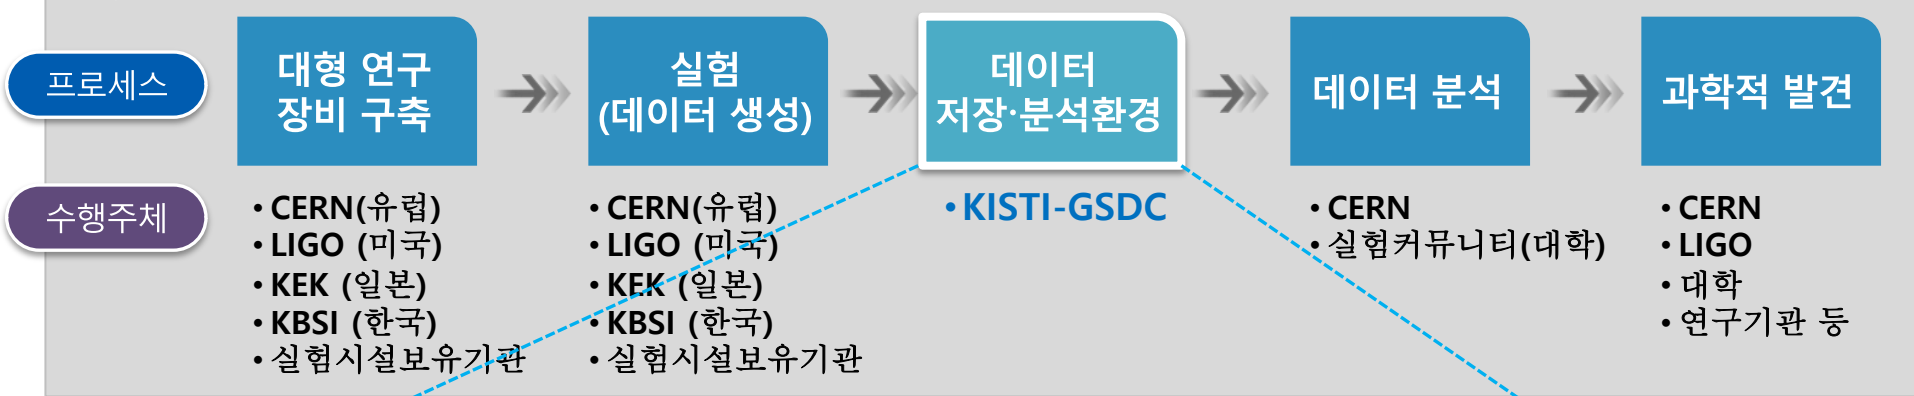 프로세스
대형 연구
장비 구축
실험
(데이터 생성)
데이터
저장·분석환경
데이터 분석
과학적 발견
수행주체
• CERN(유럽)
• LIGO (미국)
• KEK (일본)
• KBSI (한국)
• 실험시설보유기관
• CERN(유럽)
• LIGO (미국)
• KEK (일본)
• KBSI (한국)
• 실험시설보유기관
• KISTI-GSDC
• CERN
• 실험커뮤니티(대학)
• CERN
• LIGO
• 대학
• 연구기관 등